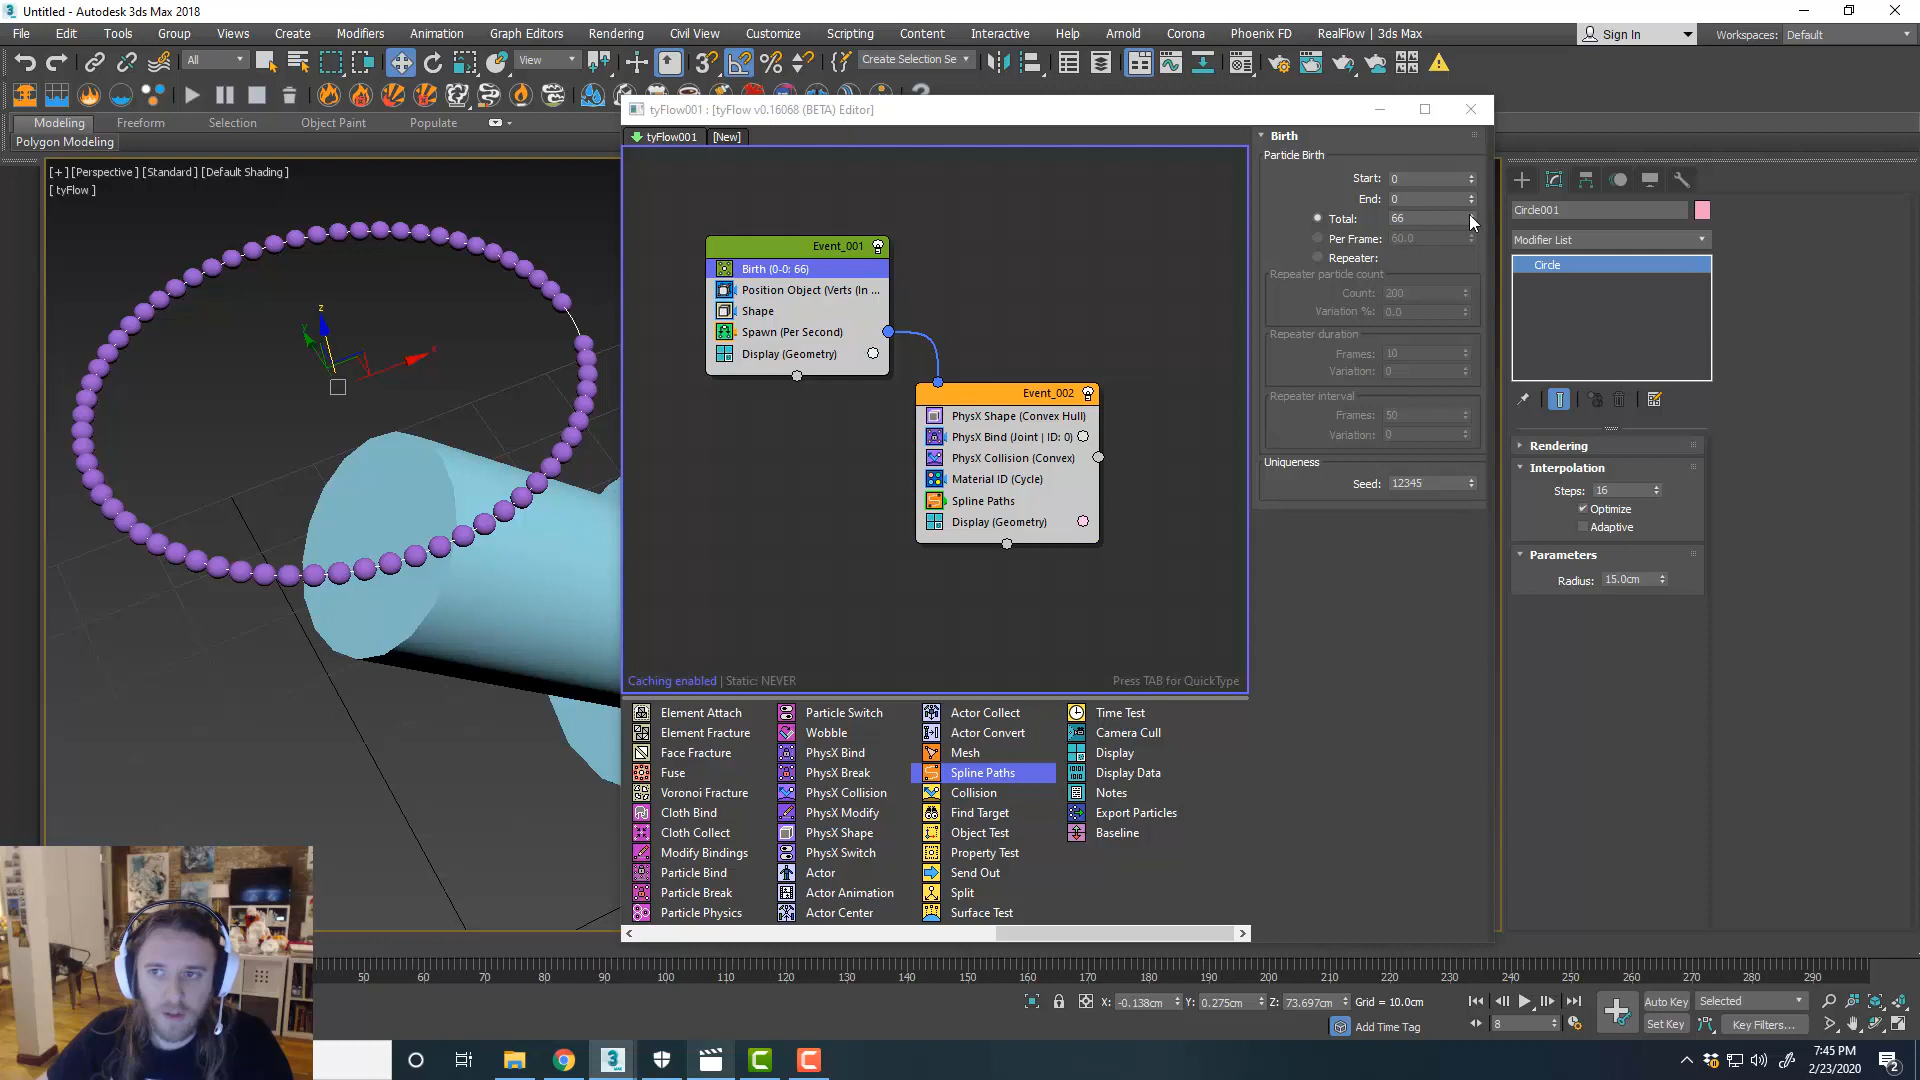 Untitled - Autodesk 3ds Max 2018
File Edit Tools Group Views Create Modifiers Animation Graph Editors Rendering Civil View Customize Scripting Content Interactive Help Arnold Corona Phoenix FD RealFlow | 3ds Max
Sign In
Workspaces: Default
All
View
Create Selection Se
Modeling Freeform Selection Object Paint Populate
Polygon Modeling
[+] [Perspective] [Standard] [Default Shading]
[ tyFlow ]
z
y
x
tyFlow001 : [tyFlow v0.16068 (BETA) Editor]
tyFlow001 [New]
Event_001
Birth (0-0: 66)
Position Object (Verts (In ...
Shape
Spawn (Per Second)
Display (Geometry)
Event_002
PhysX Shape (Convex Hull)
PhysX Bind (Joint | ID: 0)
PhysX Collision (Convex)
Material ID (Cycle)
Spline Paths
Display (Geometry)
Caching enabled | Static: NEVER
Press TAB for QuickType
Birth
Particle Birth
Start: 0
End: 0
Total: 66
Per Frame: 60.0
Repeater:
Repeater particle count
Count: 200
Variation %: 0.0
Repeater duration
Frames: 10
Variation: 0
Repeater interval
Frames: 50
Variation: 0
Uniqueness
Seed: 12345
Element Attach Particle Switch Actor Collect Time Test
Element Fracture Wobble Actor Convert Camera Cull
Face Fracture PhysX Bind Mesh Display
Fuse PhysX Break Spline Paths Display Data
Voronoi Fracture PhysX Collision Collision Notes
Cloth Bind PhysX Modify Find Target Export Particles
Cloth Collect PhysX Shape Object Test Baseline
Modify Bindings PhysX Switch Property Test
Particle Bind Actor Send Out
Particle Break Actor Animation Split
Particle Physics Actor Center Surface Test
Circle001
Modifier List
Circle
Rendering
Interpolation
Steps: 16
Optimize
Adaptive
Parameters
Radius: 15.0cm
50 60 70 80 90 100 110 120 130 140 150 160 170 180 190 200 210 220 230 240 250 260 270 280 290
X: -0.138cm Y: 0.275cm Z: 73.697cm Grid = 10.0cm
Add Time Tag
8
Auto Key Selected
Set Key Key Filters...
7:45 PM
2/23/2020
2